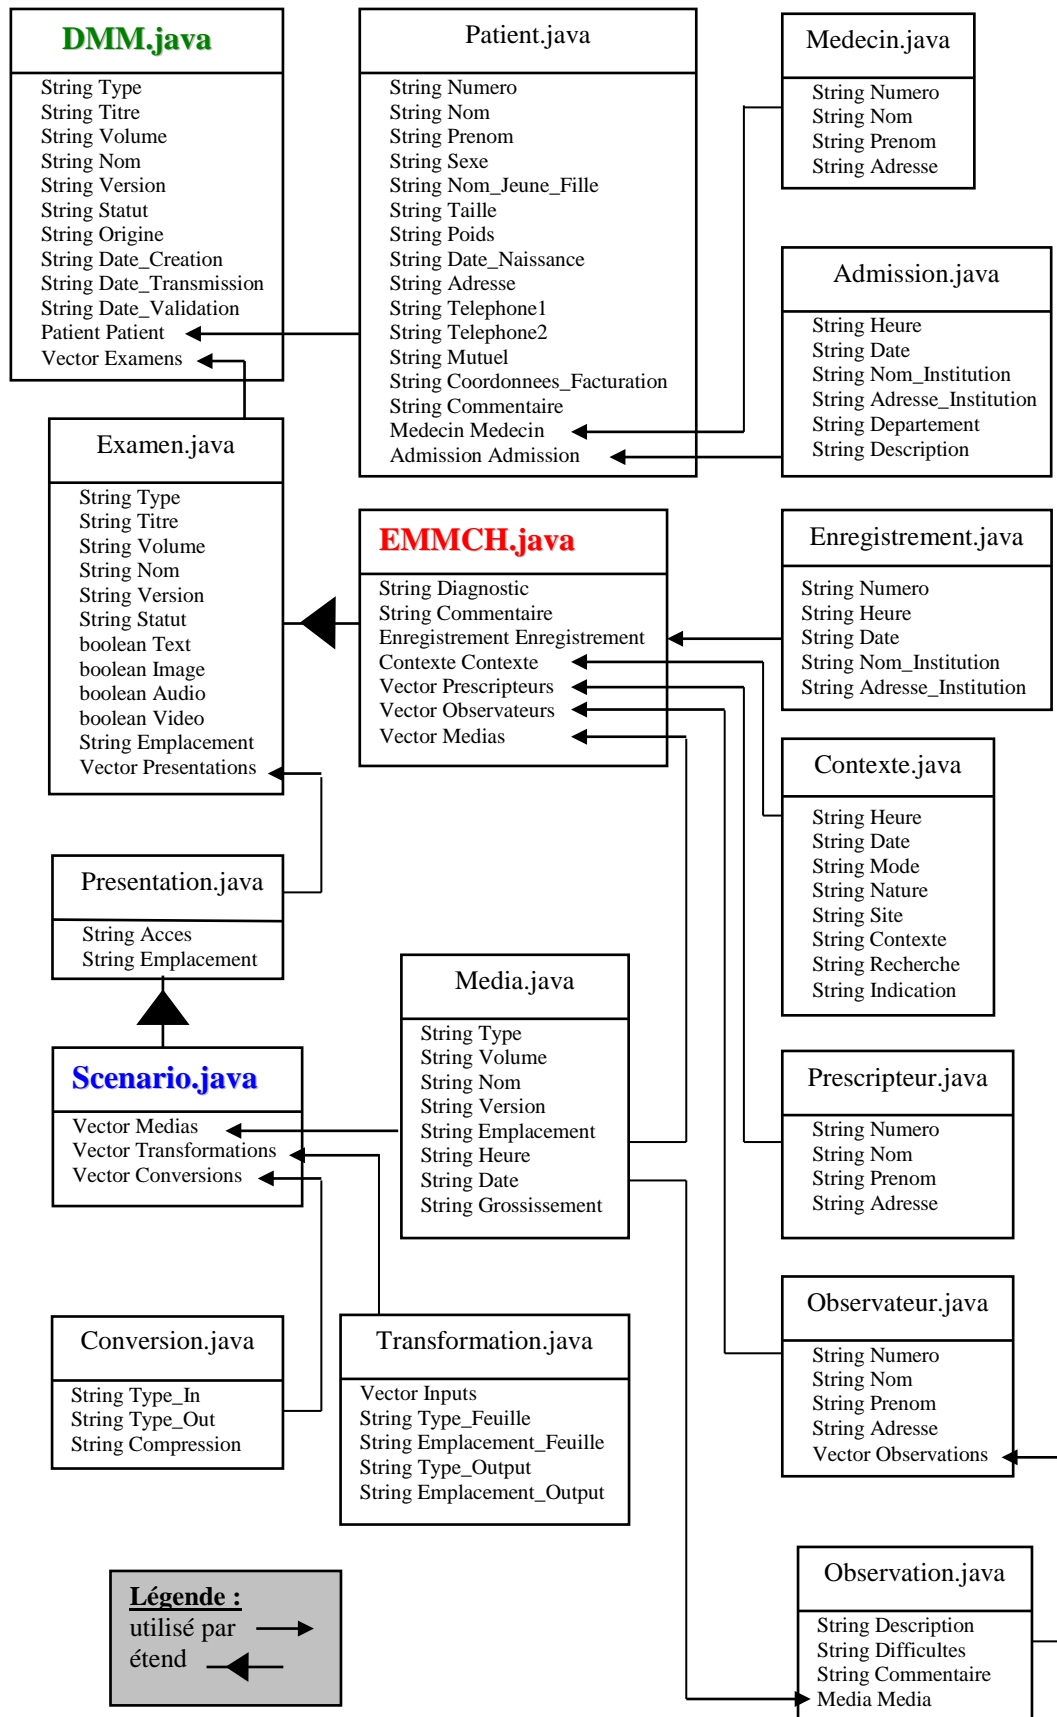 DMM.java
String Type
String Titre
String Volume
String Nom
String Version
String Statut
String Origine
String Date_Creation
String Date_Transmission
String Date_Validation
Patient Patient
Vector Examens
Patient.java
String Numero
String Nom
String Prenom
String Sexe
String Nom_Jeune_Fille
String Taille
String Poids
String Date_Naissance
String Adresse
String Telephone1
String Telephone2
String Mutuel
String Coordonnees_Facturation
String Commentaire
Medecin Medecin
Admission Admission
Medecin.java
String Numero
String Nom
String Prenom
String Adresse
Admission.java
String Heure
String Date
String Nom_Institution
String Adresse_Institution
String Departement
String Description
Examen.java
String Type
String Titre
String Volume
String Nom
String Version
String Statut
boolean Text
boolean Image
boolean Audio
boolean Video
String Emplacement
Vector Presentations
EMMCH.java
String Diagnostic
String Commentaire
Enregistrement Enregistrement
Contexte Contexte
Vector Prescripteurs
Vector Observateurs
Vector Medias
Enregistrement.java
String Numero
String Heure
String Date
String Nom_Institution
String Adresse_Institution
Contexte.java
String Heure
String Date
String Mode
String Nature
String Site
String Contexte
String Recherche
String Indication
Presentation.java
String Acces
String Emplacement
Media.java
String Type
String Volume
String Nom
String Version
String Emplacement
String Heure
String Date
String Grossissement
Scenario.java
Vector Medias
Vector Transformations
Vector Conversions
Prescripteur.java
String Numero
String Nom
String Prenom
String Adresse
Observateur.java
String Numero
String Nom
String Prenom
String Adresse
Vector Observations
Conversion.java
String Type_In
String Type_Out
String Compression
Transformation.java
Vector Inputs
String Type_Feuille
String Emplacement_Feuille
String Type_Output
String Emplacement_Output
Observation.java
String Description
String Difficultes
String Commentaire
Media Media
Légende :
utilisé par
étend